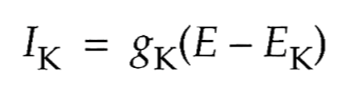 I_K = g_K(E – E_K)